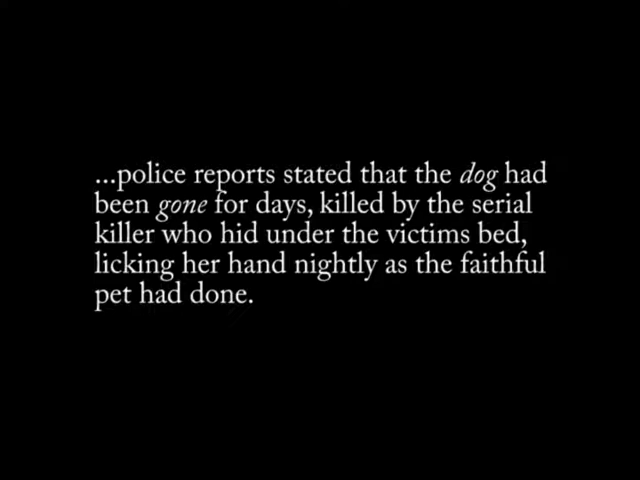 ...police reports stated that the dog had
been gone for days, killed by the serial
killer who hid under the victims bed,
licking her hand nightly as the faithful
pet had done.